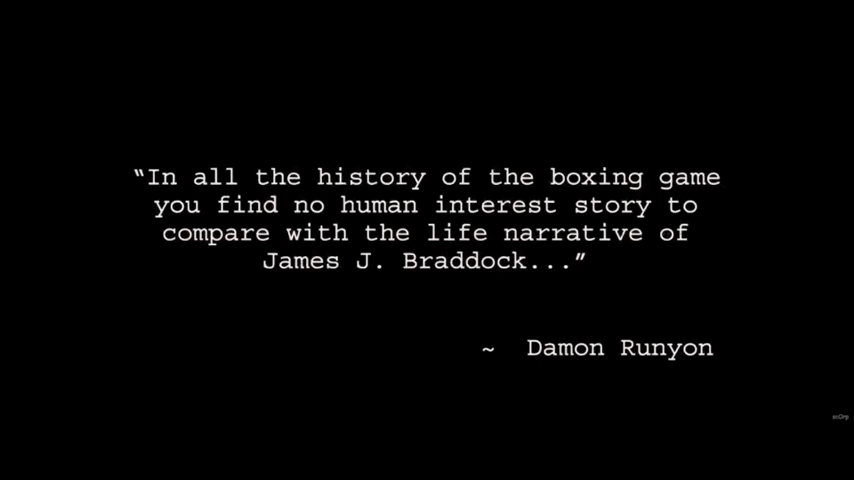 “In all the history of the boxing game
you find no human interest story to
compare with the life narrative of
James J. Braddock...”
~ Damon Runyon